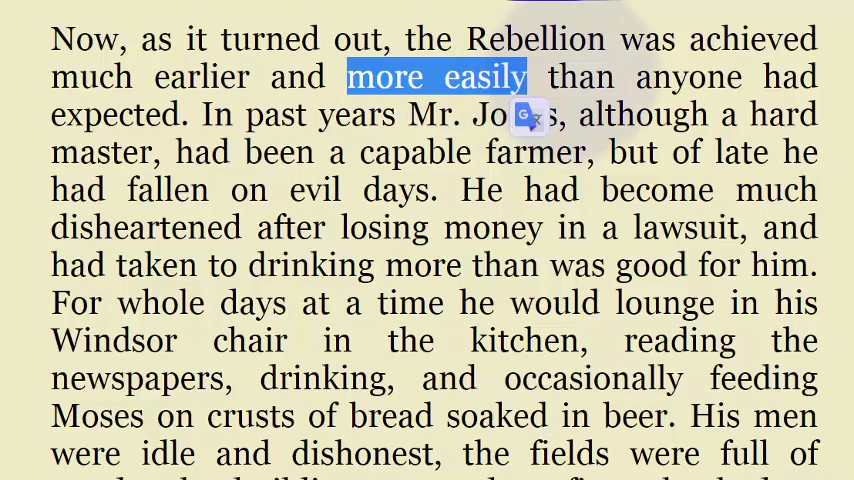 Now, as it turned out, the Rebellion was achieved
much earlier and more easily than anyone had
expected. In past years Mr. , although a hard
master, had been a capable farmer, but of late he
had fallen on evil days. He had become much
disheartened after losing money in a lawsuit, and
had taken to drinking more than was good for him.
For whole days at a time he would lounge in his
Windsor chair in the kitchen, reading the
newspapers, drinking, and occasionally feeding
Moses on crusts of bread soaked in beer. His men
were idle and dishonest, the fields were full of